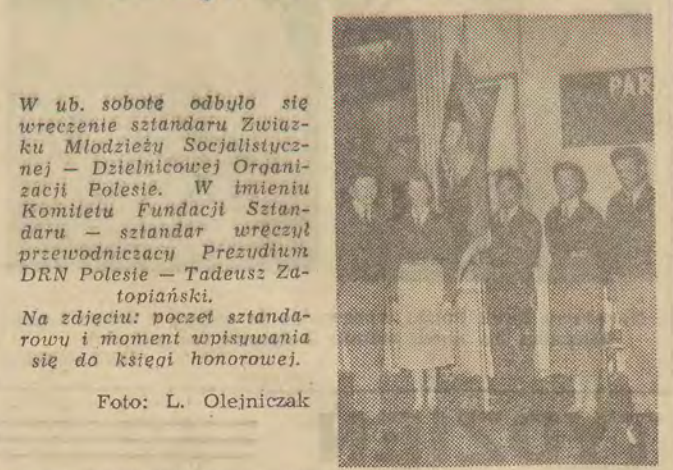 W ub. sobotę odbyło się
wręczenie sztandaru Związ-
ku Młodzieży Socjalistycz-
nej — Dzielnicowej Organi-
zacji Polesie. W imieniu
Komitetu Fundacji Sztan-
daru — sztandar wręczył
przewodniczący Prezydium
DRN Polesie — Tadeusz Za-
topiański.
Na zdjęciu: poczet sztanda-
rowy i moment wpisywania
się do księgi honorowej.
Foto: L. Olejniczak
PAR